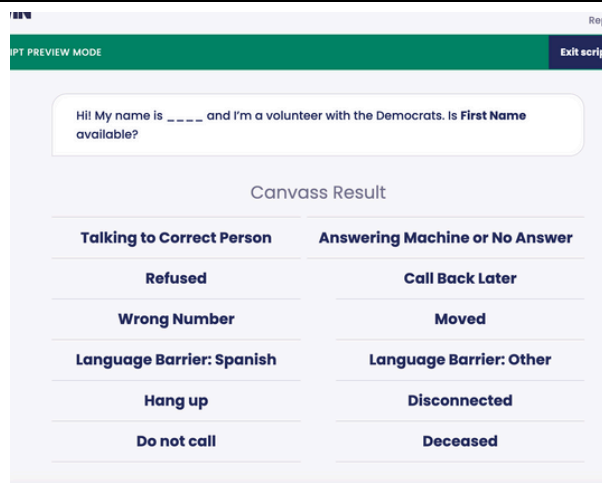 Rep
IPT PREVIEW MODE
Exit scrip
Hi! My name is ____ and I'm a volunteer with the Democrats. Is First Name
available?
Canvass Result
Talking to Correct Person
Answering Machine or No Answer
Refused
Call Back Later
Wrong Number
Moved
Language Barrier: Spanish
Language Barrier: Other
Hang up
Disconnected
Do not call
Deceased